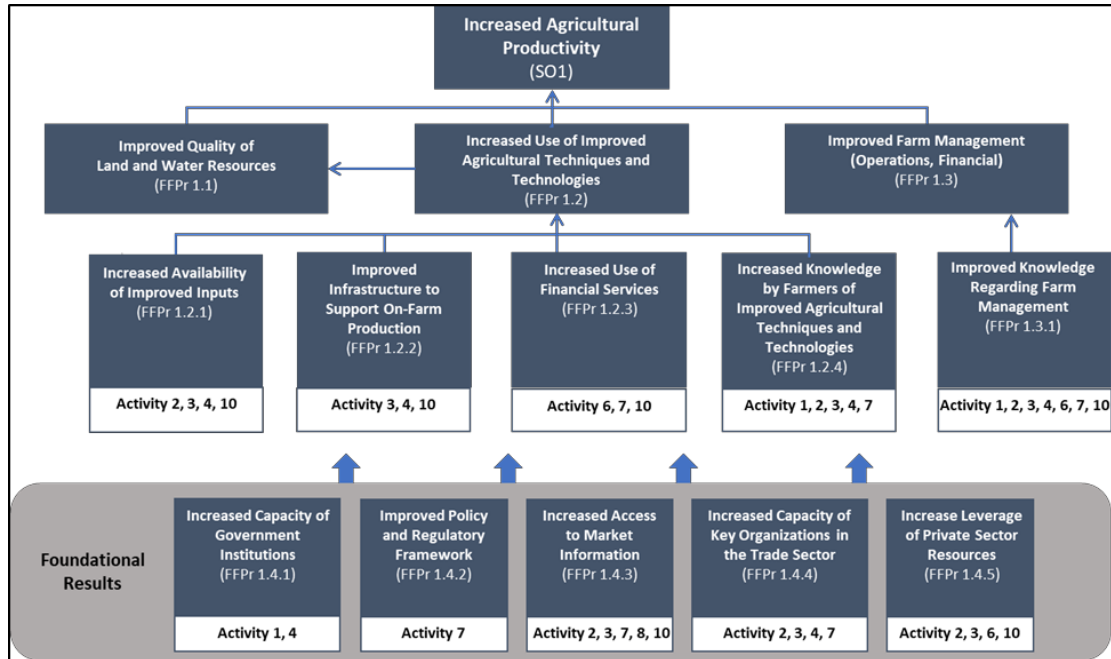 Increased Agricultural
Productivity
(SO1)
Improved Quality of
Land and Water Resources
(FFPr 1.1)
Increased Use of Improved
Agricultural Techniques and
Technologies
(FFPr 1.2)
Improved Farm Management
(Operations, Financial)
(FFPr 1.3)
Increased Availability
of Improved Inputs
(FFPr 1.2.1)
Activity 2, 3, 4, 10
Improved
Infrastructure to
Support On-Farm
Production
(FFPr 1.2.2)
Activity 3, 4, 10
Increased Use of
Financial Services
(FFPr 1.2.3)
Activity 6, 7, 10
Increased Knowledge
by Farmers of
Improved Agricultural
Techniques and
Technologies
(FFPr 1.2.4)
Activity 1, 2, 3, 4, 7
Improved Knowledge
Regarding Farm
Management
(FFPr 1.3.1)
Activity 1, 2, 3, 4, 6, 7, 10
Foundational
Results
Increased Capacity of
Government
Institutions
(FFPr 1.4.1)
Activity 1, 4
Improved Policy
and Regulatory
Framework
(FFPr 1.4.2)
Activity 7
Increased Access
to Market
Information
(FFPr 1.4.3)
Activity 2, 3, 7, 8, 10
Increased Capacity of
Key Organizations in
the Trade Sector
(FFPr 1.4.4)
Activity 2, 3, 4, 7
Increase Leverage
of Private Sector
Resources
(FFPr 1.4.5)
Activity 2, 3, 6, 10